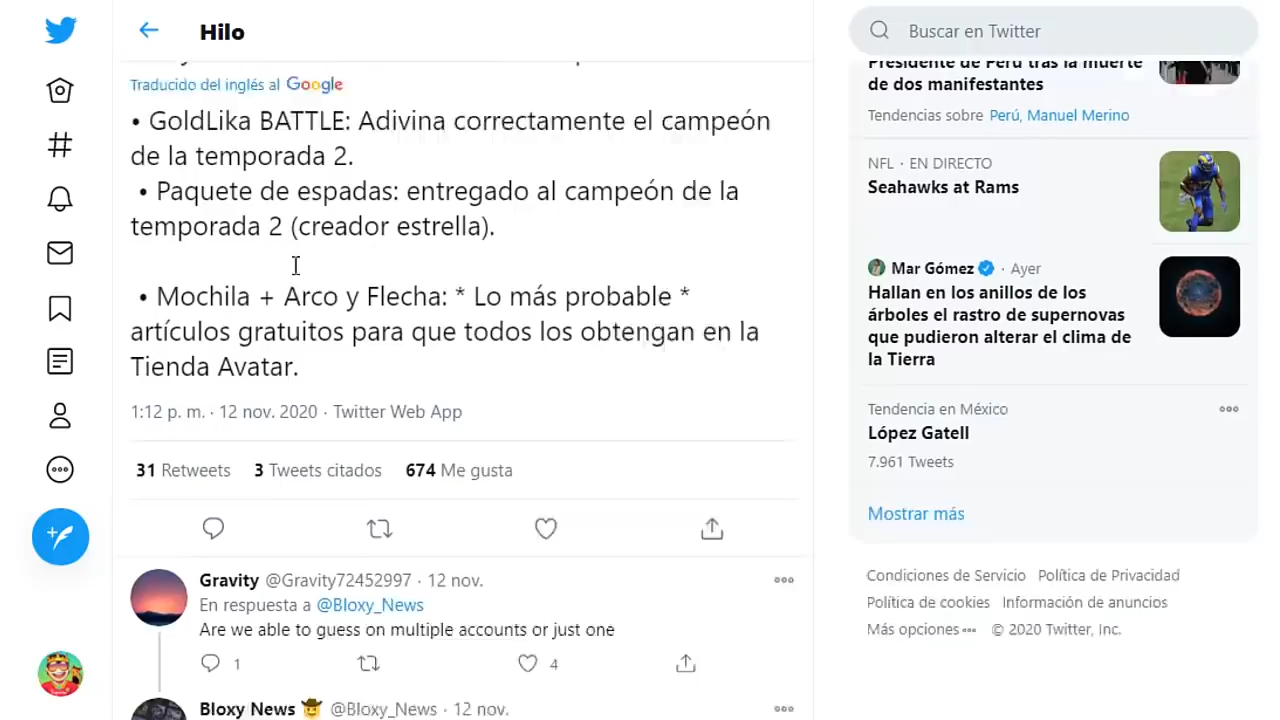 Hilo
Traducido del inglés al Google
• GoldLika BATTLE: Adivina correctamente el campeón
de la temporada 2.
• Paquete de espadas: entregado al campeón de la
temporada 2 (creador estrella).
• Mochila + Arco y Flecha: * Lo más probable *
artículos gratuitos para que todos los obtengan en la
Tienda Avatar.
1:12 p. m. · 12 nov. 2020 · Twitter Web App
31 Retweets 3 Tweets citados 674 Me gusta
Gravity @Gravity72452997 · 12 nov.
En respuesta a @Bloxy_News
Are we able to guess on multiple accounts or just one
1 4
Bloxy News @Bloxy_News · 12 nov.
Buscar en Twitter
Presidente de Perú tras la muerte
de dos manifestantes
Tendencias sobre Perú, Manuel Merino
NFL · EN DIRECTO
Seahawks at Rams
Mar Gómez · Ayer
Hallan en los anillos de los
árboles el rastro de supernovas
que pudieron alterar el clima de
la Tierra
Tendencia en México
López Gatell
7.961 Tweets
Mostrar más
Condiciones de Servicio Política de Privacidad
Política de cookies Información de anuncios
Más opciones © 2020 Twitter, Inc.